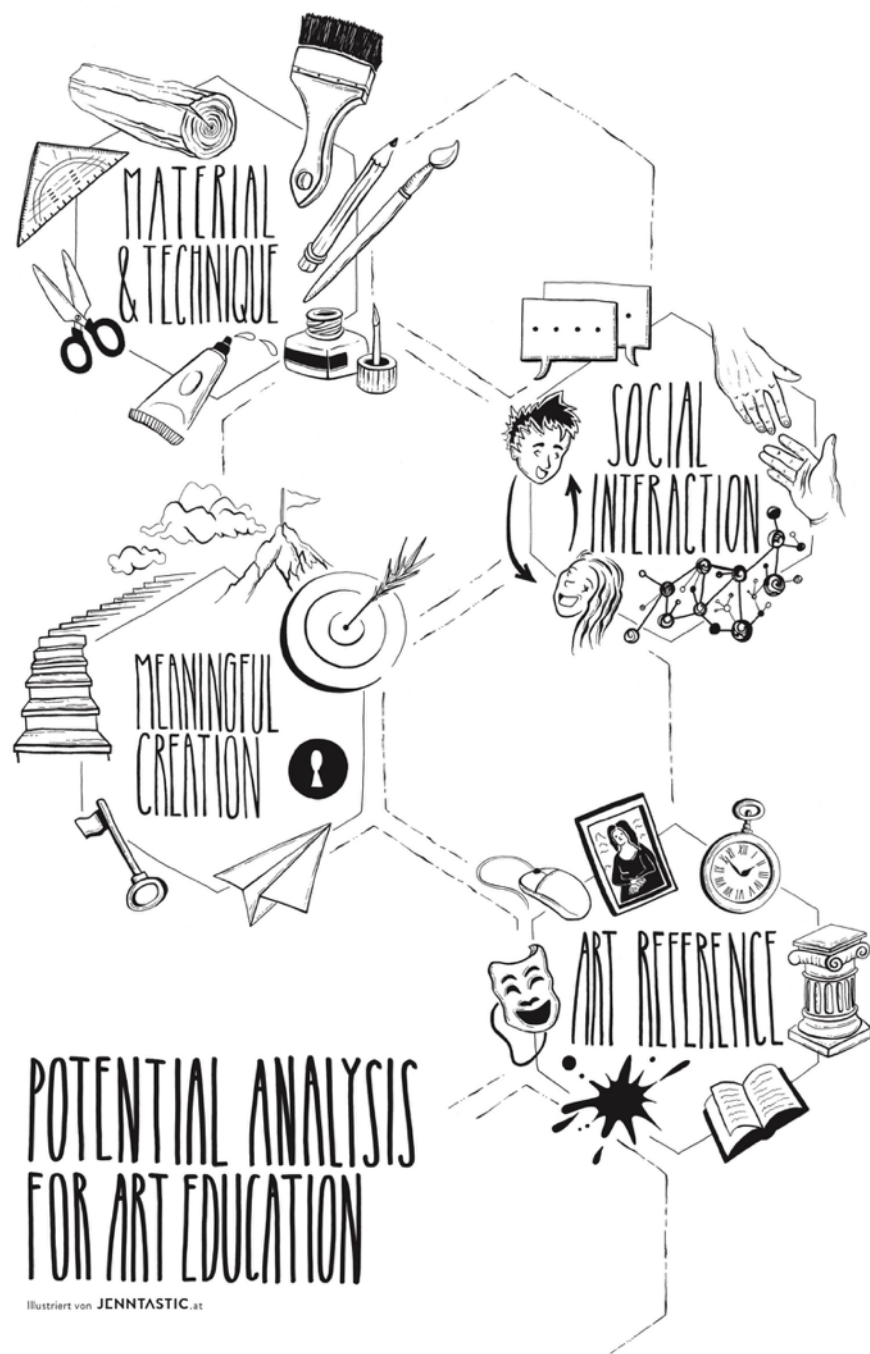 MATERIAL
& TECHNIQUE
SOCIAL
INTERACTION
MEANINGFUL
CREATION
ART REFERENCE
POTENTIAL ANALYSIS
FOR ART EDUCATION
Illustriert von JENNTASTIC.at